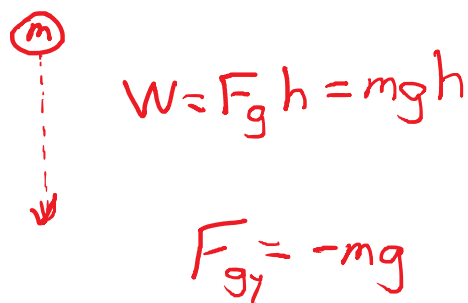 m
W = F_g h = mgh
F_gy = -mg